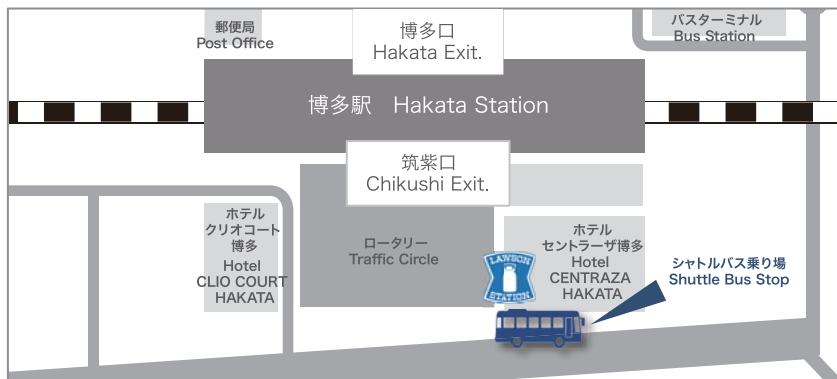 郵便局
Post Office
博多口
Hakata Exit.
バスターミナル
Bus Station
博多駅 Hakata Station
筑紫口
Chikushi Exit.
ホテル
クリオコート
博多
Hotel
CLIO COURT
HAKATA
ロータリー
Traffic Circle
ホテル
セントラーザ博多
Hotel
CENTRAZA
HAKATA
LAWSON
STATION
シャトルバス乗り場
Shuttle Bus Stop